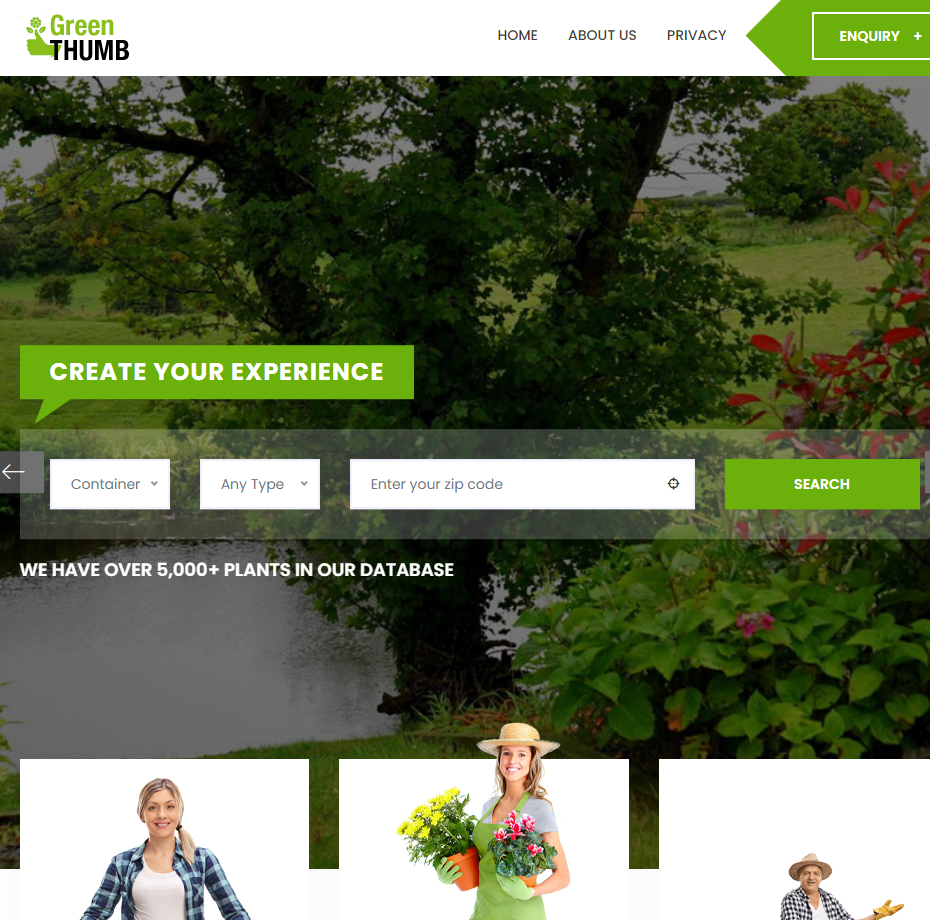 Green
THUMB
HOME ABOUT US PRIVACY ENQUIRY +
CREATE YOUR EXPERIENCE
Container Any Type Enter your zip code SEARCH
WE HAVE OVER 5,000+ PLANTS IN OUR DATABASE